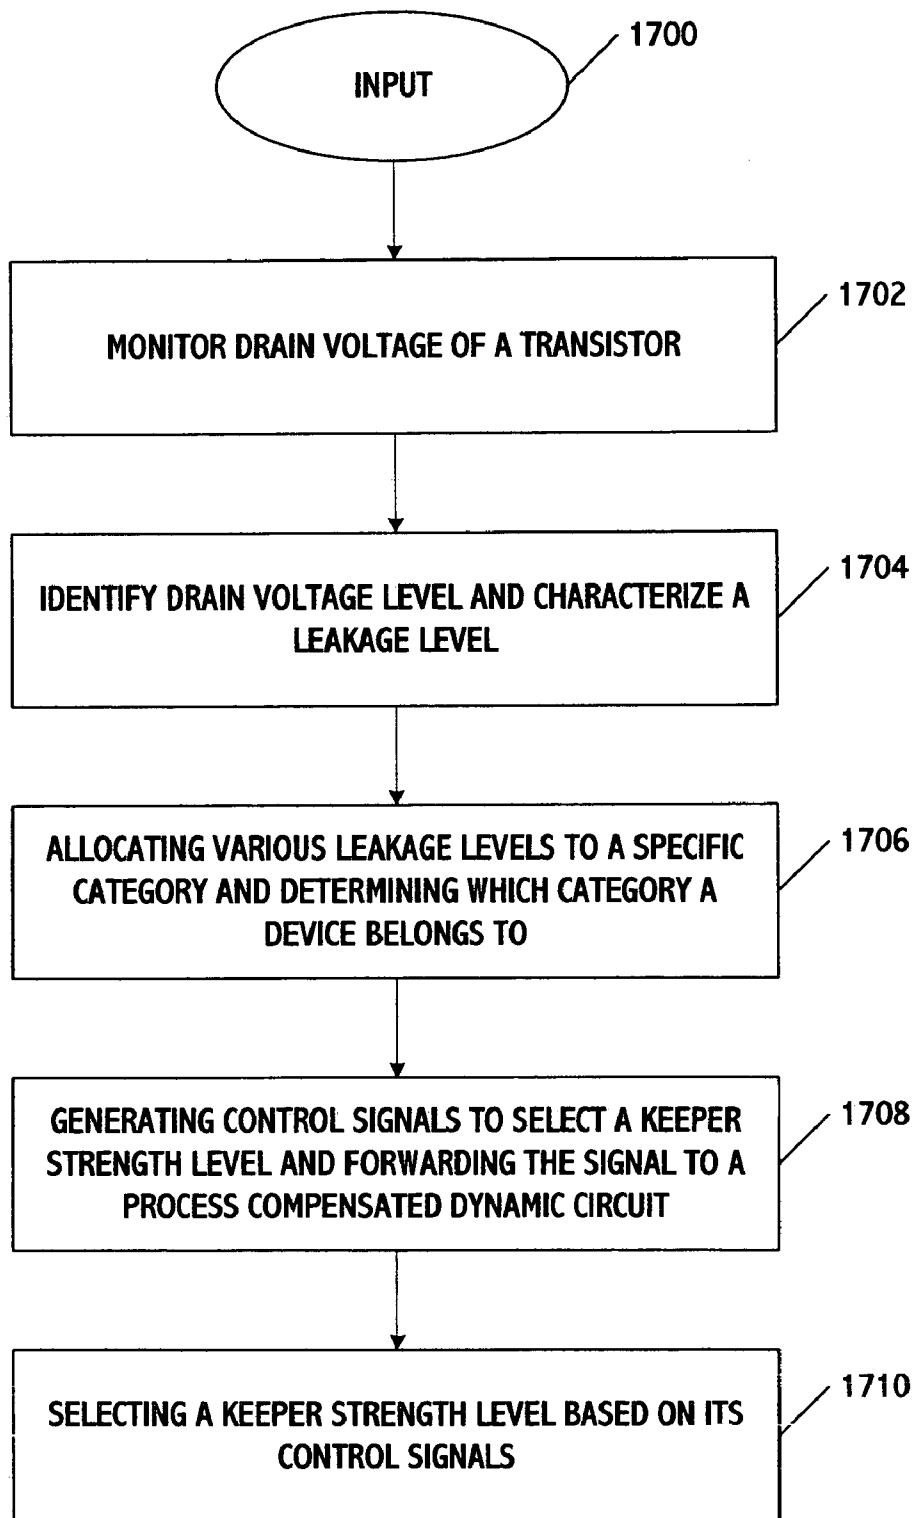 1700
INPUT
1702
MONITOR DRAIN VOLTAGE OF A TRANSISTOR
1704
IDENTIFY DRAIN VOLTAGE LEVEL AND CHARACTERIZE A
LEAKAGE LEVEL
1706
ALLOCATING VARIOUS LEAKAGE LEVELS TO A SPECIFIC
CATEGORY AND DETERMINING WHICH CATEGORY A
DEVICE BELONGS TO
1708
GENERATING CONTROL SIGNALS TO SELECT A KEEPER
STRENGTH LEVEL AND FORWARDING THE SIGNAL TO A
PROCESS COMPENSATED DYNAMIC CIRCUIT
1710
SELECTING A KEEPER STRENGTH LEVEL BASED ON ITS
CONTROL SIGNALS